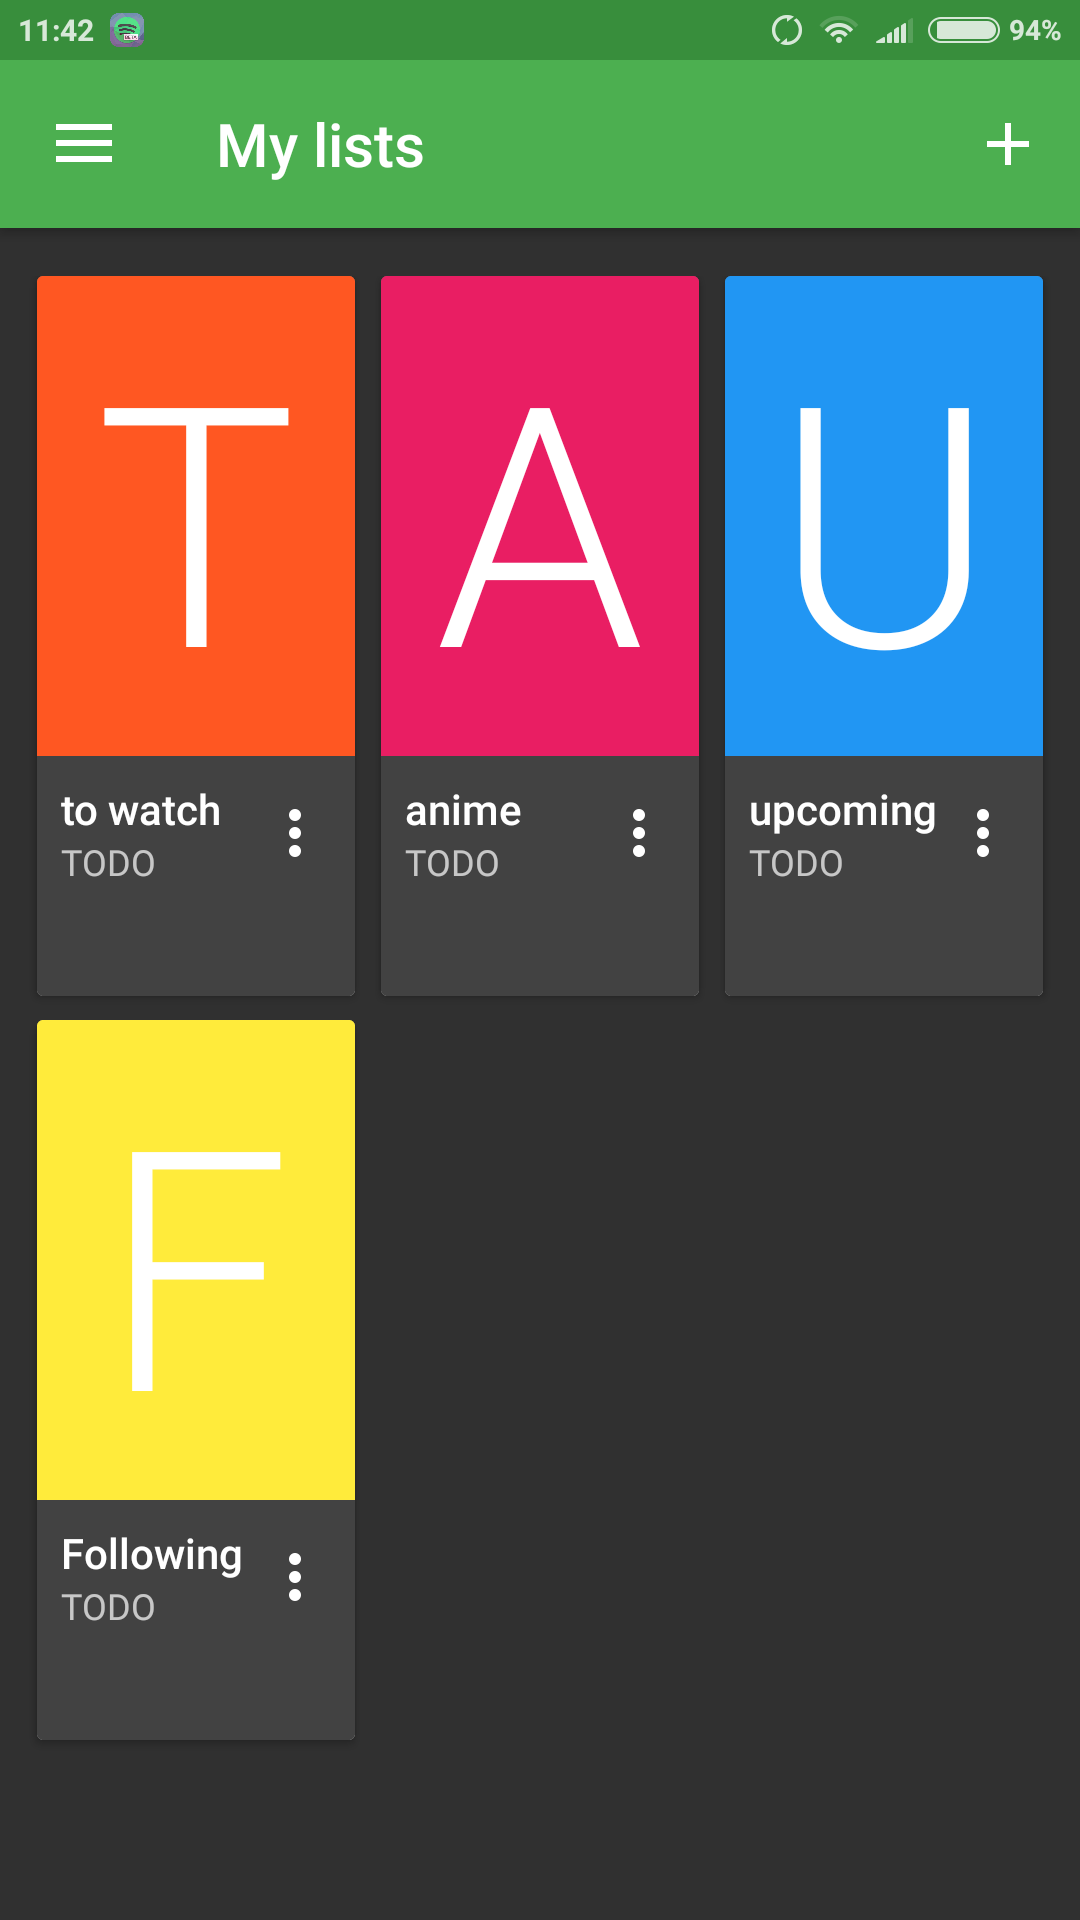 11:42
94%
My lists
T
A
U
to watch
TODO
anime
TODO
upcoming
TODO
F
Following
TODO